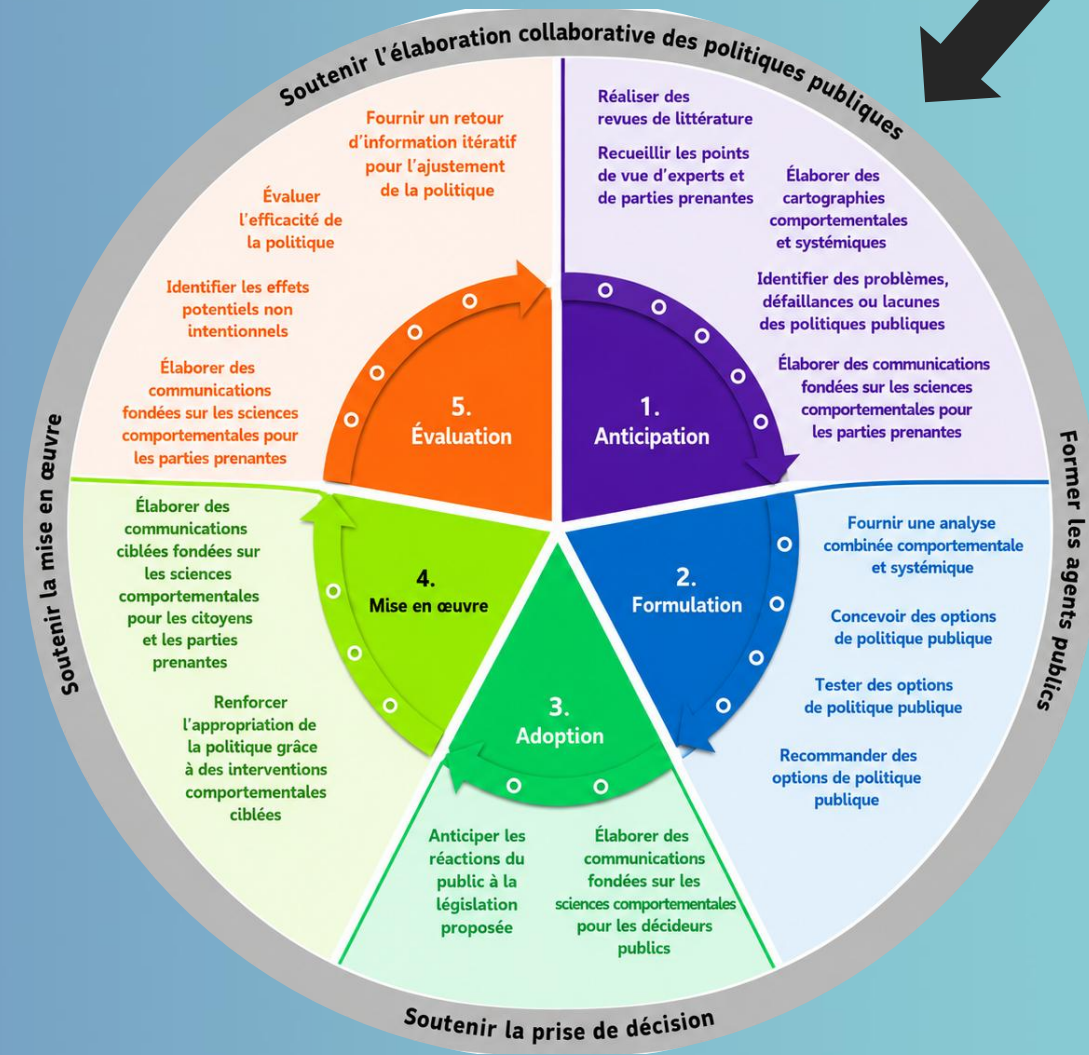 Soutenir l'élaboration collaborative des politiques publiques
Réaliser des
revues de littérature
Recueillir les points
de vue d'experts et
de parties prenantes
Élaborer des
cartographies
comportementales
et systémiques
Identifier des problèmes,
défaillances ou lacunes
des politiques publiques
Élaborer des communications
fondées sur les sciences
comportementales pour
les parties prenantes
1.
Anticipation
Former les agents publics
Fournir une analyse
combinée comportementale
et systémique
Concevoir des options
de politique publique
Tester des options
de politique publique
Recommander des
options de politique
publique
2.
Formulation
3.
Adoption
Élaborer des
communications
fondées sur les
sciences comportementales
pour les décideurs
publics
Anticiper les
réactions du
public à la
législation
proposée
Soutenir la prise de décision
4.
Mise en œuvre
Élaborer des
communications
ciblées fondées sur
les sciences
comportementales
pour les citoyens
et les parties
prenantes
Renforcer
l'appropriation de
la politique grâce
à des interventions
comportementales
ciblées
Soutenir la mise en œuvre
5.
Évaluation
Fournir un retour
d'information itératif
pour l'ajustement
de la politique
Évaluer
l'efficacité de
la politique
Identifier les effets
potentiels non
intentionnels
Élaborer des
communications
fondées sur les sciences
comportementales pour
les parties prenantes